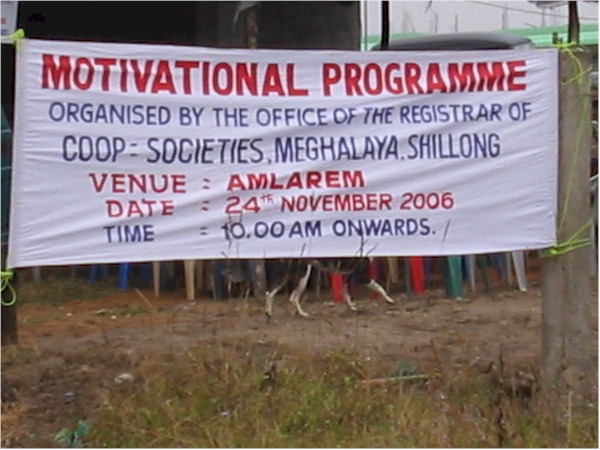 MOTIVATIONAL PROGRAMME
ORGANISED BY THE OFFICE OF THE REGISTRAR OF
COOP = SOCIETIES, MEGHALAYA, SHILLONG
VENUE : AMLAREM
DATE : 24th NOVEMBER 2006
TIME : 10.00 AM ONWARDS.